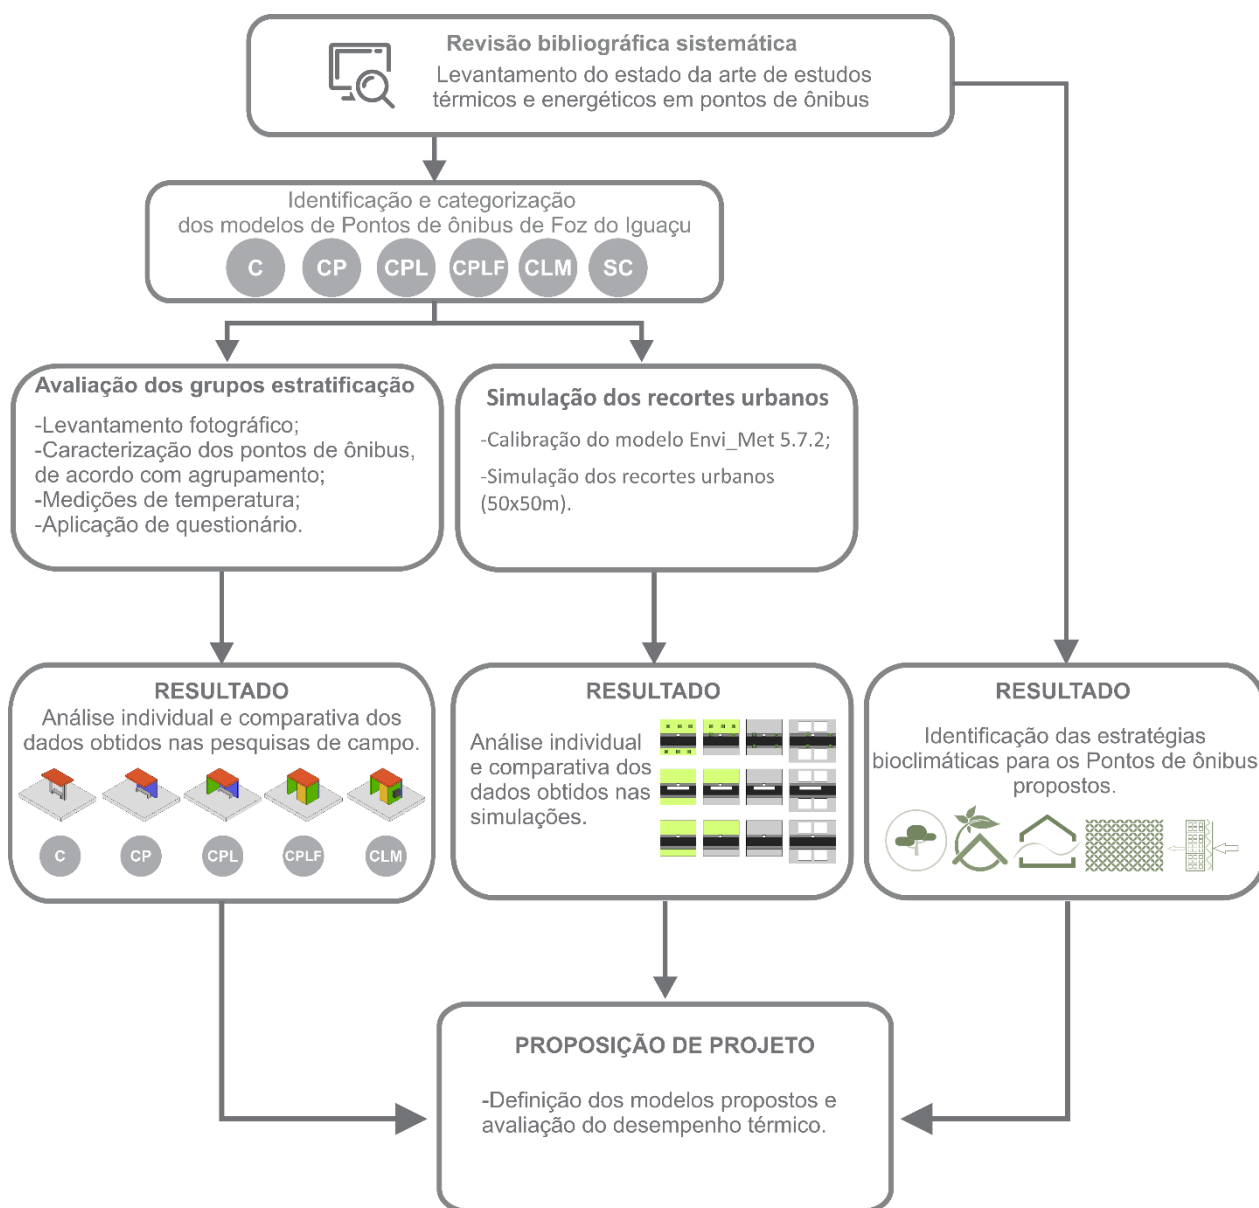 Revisão bibliográfica sistemática
Levantamento do estado da arte de estudos
térmicos e energéticos em pontos de ônibus
Identificação e categorização
dos modelos de Pontos de ônibus de Foz do Iguaçu
C CP CPL CPLF CLM SC
Avaliação dos grupos estratificação
-Levantamento fotográfico;
-Caracterização dos pontos de ônibus,
de acordo com agrupamento;
-Medições de temperatura;
-Aplicação de questionário.
Simulação dos recortes urbanos
-Calibração do modelo Envi_Met 5.7.2;
-Simulação dos recortes urbanos
(50x50m).
RESULTADO
Análise individual e comparativa dos
dados obtidos nas pesquisas de campo.
C CP CPL CPLF CLM
RESULTADO
Análise individual
e comparativa dos
dados obtidos nas
simulações.
RESULTADO
Identificação das estratégias
bioclimáticas para os Pontos de ônibus
propostos.
PROPOSIÇÃO DE PROJETO
-Definição dos modelos propostos e
avaliação do desempenho térmico.